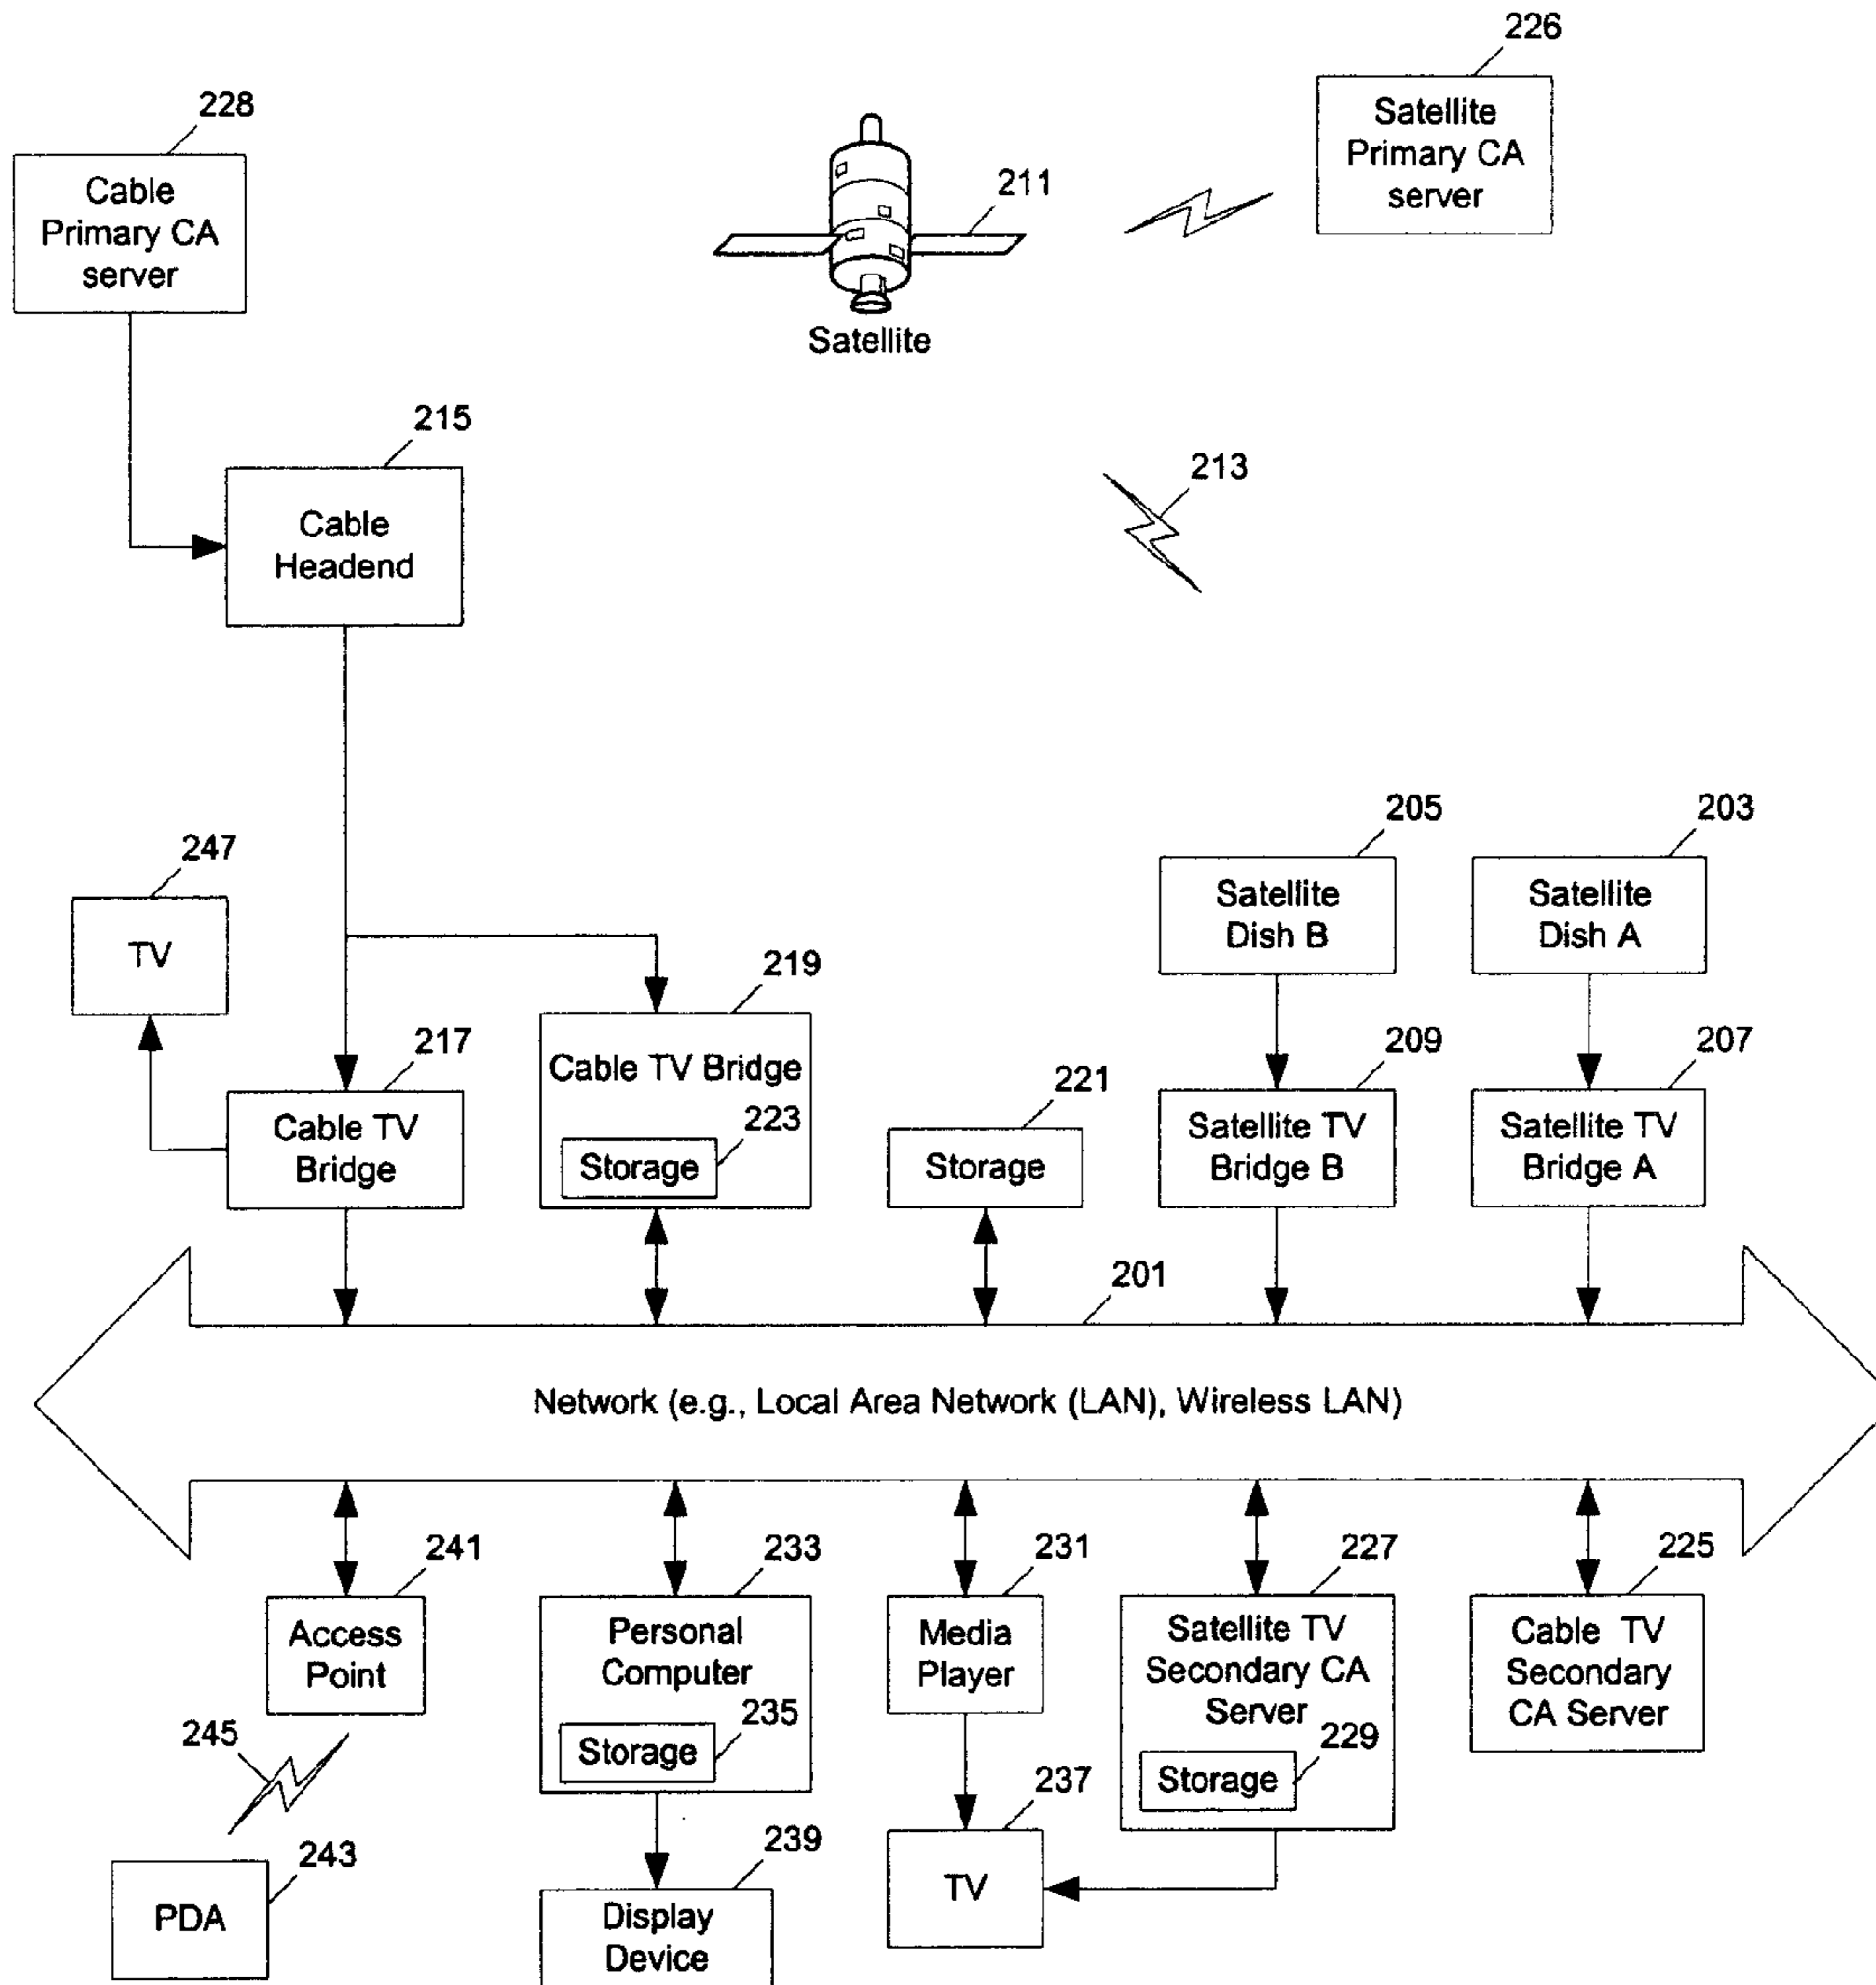 226
228
Satellite
Primary CA
server
Cable
Primary CA
server
211
Satellite
215
213
Cable
Headend
205
203
247
Satellite
Dish B
Satellite
Dish A
TV
219
217
209
207
Cable TV Bridge
221
Cable TV
Bridge
223
Storage
Storage
Satellite TV
Bridge B
Satellite TV
Bridge A
201
Network (e.g., Local Area Network (LAN), Wireless LAN)
241
233
231
227
225
Access
Point
Personal
Computer
Media
Player
Satellite TV
Secondary CA
Server
Cable TV
Secondary
CA Server
245
235
Storage
229
Storage
237
243
239
TV
PDA
Display
Device